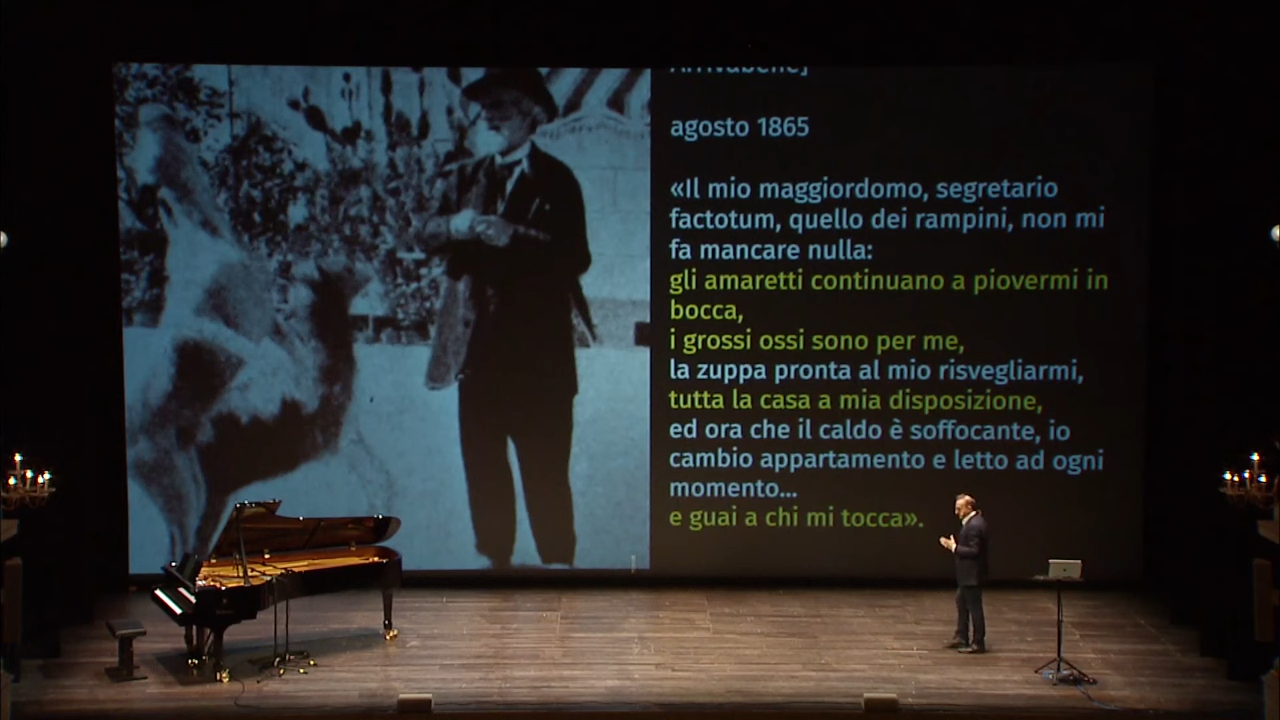 Arrivabene]
agosto 1865
«Il mio maggiordomo, segretario
factotum, quello dei rampini, non mi
fa mancare nulla:
gli amaretti continuano a piovermi in
bocca,
i grossi ossi sono per me,
la zuppa pronta al mio risvegliarmi,
tutta la casa a mia disposizione,
ed ora che il caldo è soffocante, io
cambio appartamento e letto ad ogni
momento...
e guai a chi mi tocca».